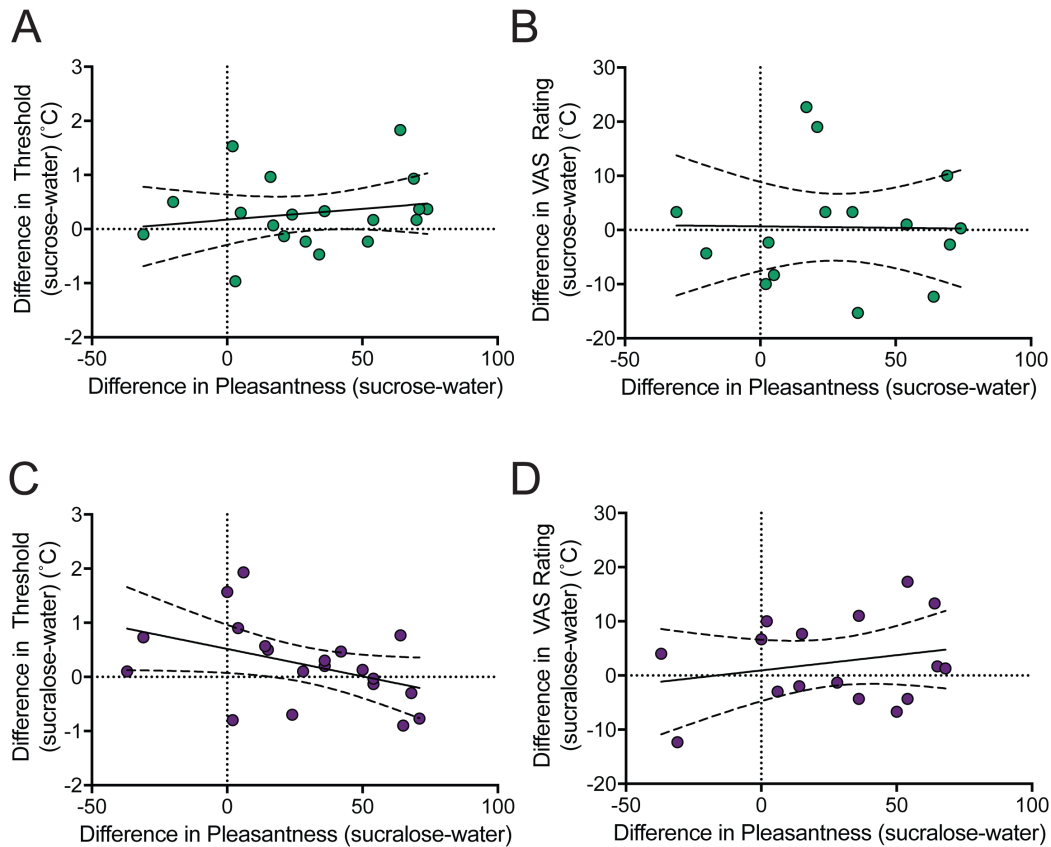 A
Difference in Threshold
(sucrose-water) (˚C)
3
2
1
0
-1
-2
-50
0
50
100
Difference in Pleasantness (sucrose-water)
B
Difference in VAS Rating
(sucrose-water) (˚C)
30
20
10
0
-10
-20
-50
0
50
100
Difference in Pleasantness (sucrose-water)
C
Difference in Threshold
(sucralose-water) (˚C)
3
2
1
0
-1
-2
-50
0
50
100
Difference in Pleasantness (sucralose-water)
D
Difference in VAS Rating
(sucralose-water) (˚C)
30
20
10
0
-10
-20
-50
0
50
100
Difference in Pleasantness (sucralose-water)